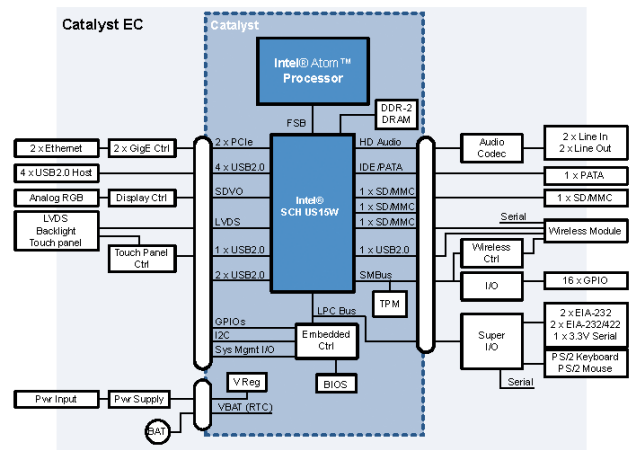 Catalyst EC
Catalyst
Intel® Atom™
Processor
DDR-2
DRAM
FSB
2 x Ethernet
2 x GigE Ctrl
2 x PCIe
HD Audio
Audio
Codec
2 x Line In
2 x Line Out
4 x USB2.0 Host
4 x USB2.0
IDE/PATA
1 x PATA
Analog RGB
Display Ctrl
SDVO
Intel®
SCH US15W
1 x SD/MMC
1 x SD/MMC
1 x SD/MMC
1 x SD/MMC
LVDS
Backlight
Touch panel
LVDS
Serial
Wireless Module
Touch Panel
Ctrl
1 x USB2.0
1 x USB2.0
Wireless
Ctrl
2 x USB2.0
SMBus
I/O
16 x GPIO
TPM
LPC Bus
GPIOs
I2C
Sys Mgmt I/O
Embedded
Ctrl
Super
I/O
2 x EIA-232
2 x EIA-232/422
1 x 3.3V Serial
PS/2 Keyboard
PS/2 Mouse
Serial
BIOS
V Reg
Pwr Input
Pwr Supply
VBAT (RTC)
BAT